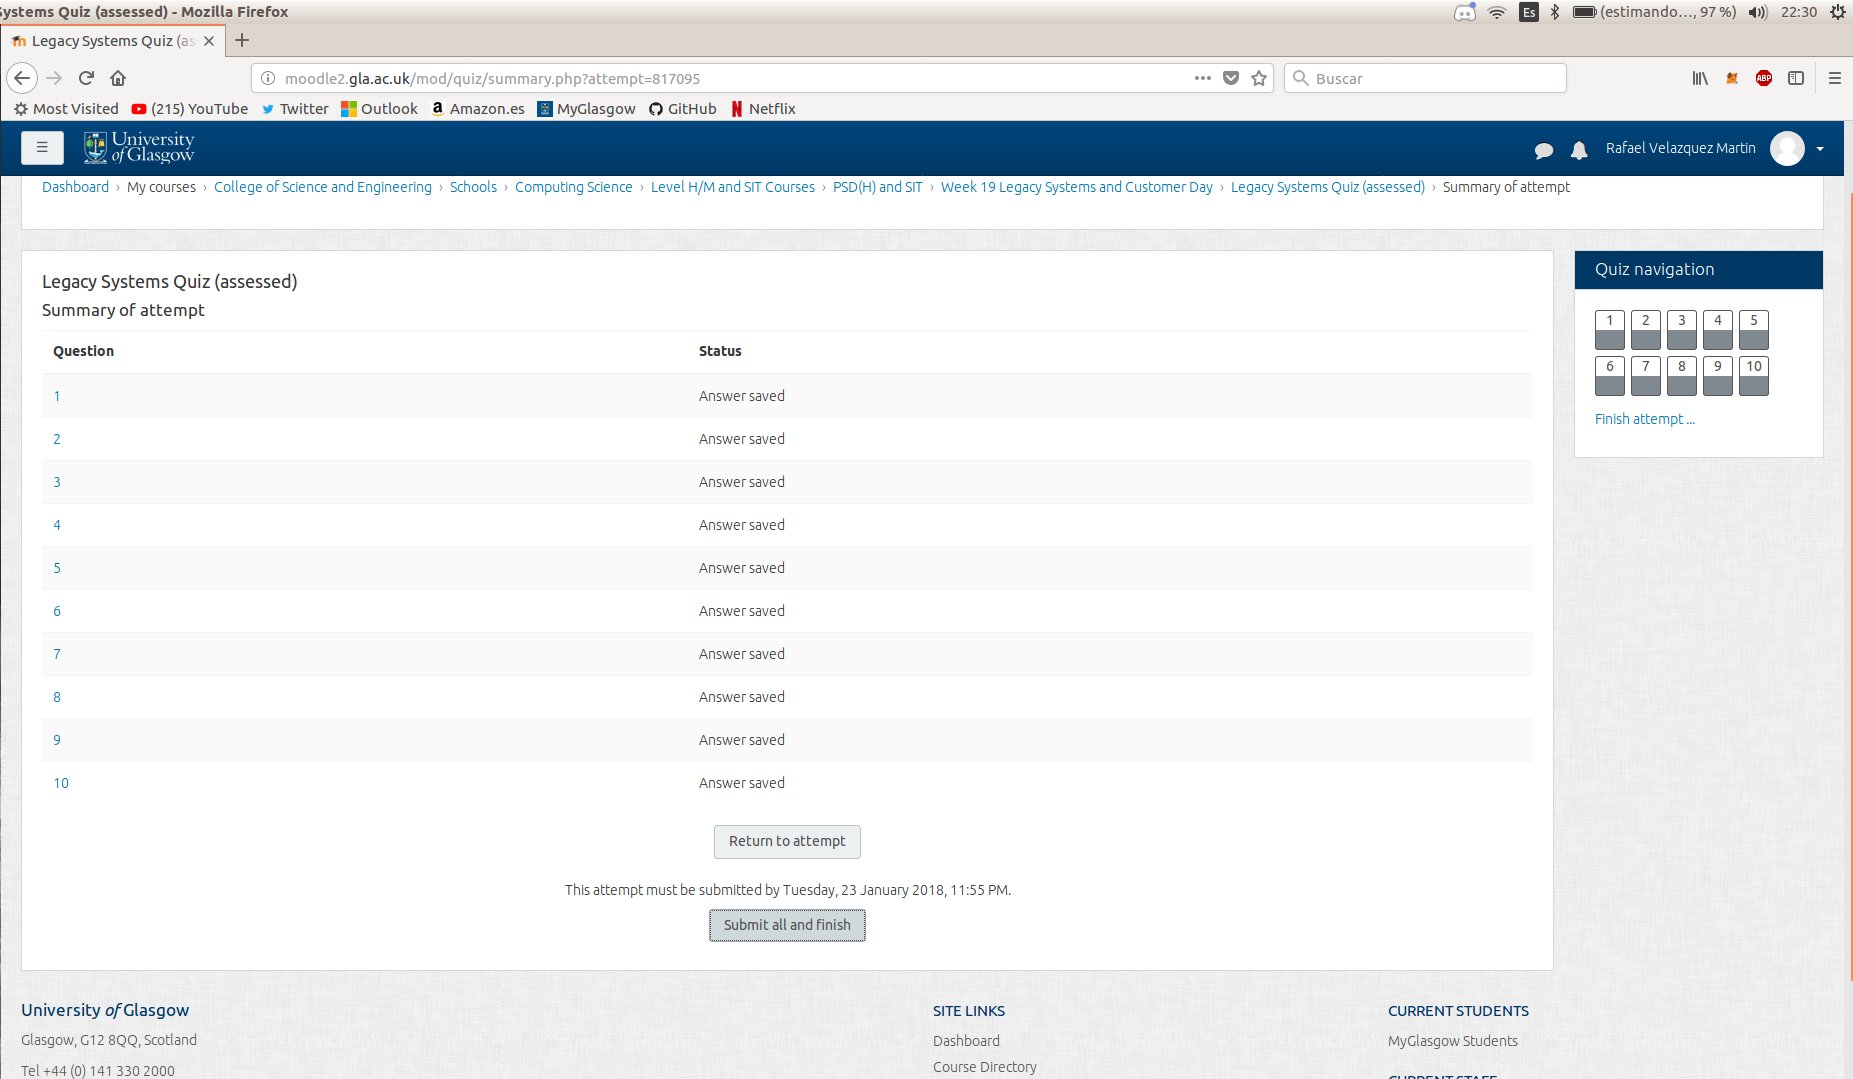 Systems Quiz (assessed) - Mozilla Firefox
Es (estimando..., 97 %) 22:30
Legacy Systems Quiz (as
moodle2.gla.ac.uk/mod/quiz/summary.php?attempt=817095
Buscar
ABP
Most Visited (215) YouTube Twitter Outlook Amazon.es MyGlasgow GitHub Netflix
University of Glasgow
Rafael Velazquez Martin
Dashboard › My courses › College of Science and Engineering › Schools › Computing Science › Level H/M and SIT Courses › PSD(H) and SIT › Week 19 Legacy Systems and Customer Day › Legacy Systems Quiz (assessed) › Summary of attempt
Legacy Systems Quiz (assessed)
Summary of attempt
Question Status
1 Answer saved
2 Answer saved
3 Answer saved
4 Answer saved
5 Answer saved
6 Answer saved
7 Answer saved
8 Answer saved
9 Answer saved
10 Answer saved
Return to attempt
This attempt must be submitted by Tuesday, 23 January 2018, 11:55 PM.
Submit all and finish
Quiz navigation
1 2 3 4 5
6 7 8 9 10
Finish attempt ...
University of Glasgow
Glasgow, G12 8QQ, Scotland
Tel +44 (0) 141 330 2000
SITE LINKS
Dashboard
Course Directory
CURRENT STUDENTS
MyGlasgow Students
CURRENT STAFF